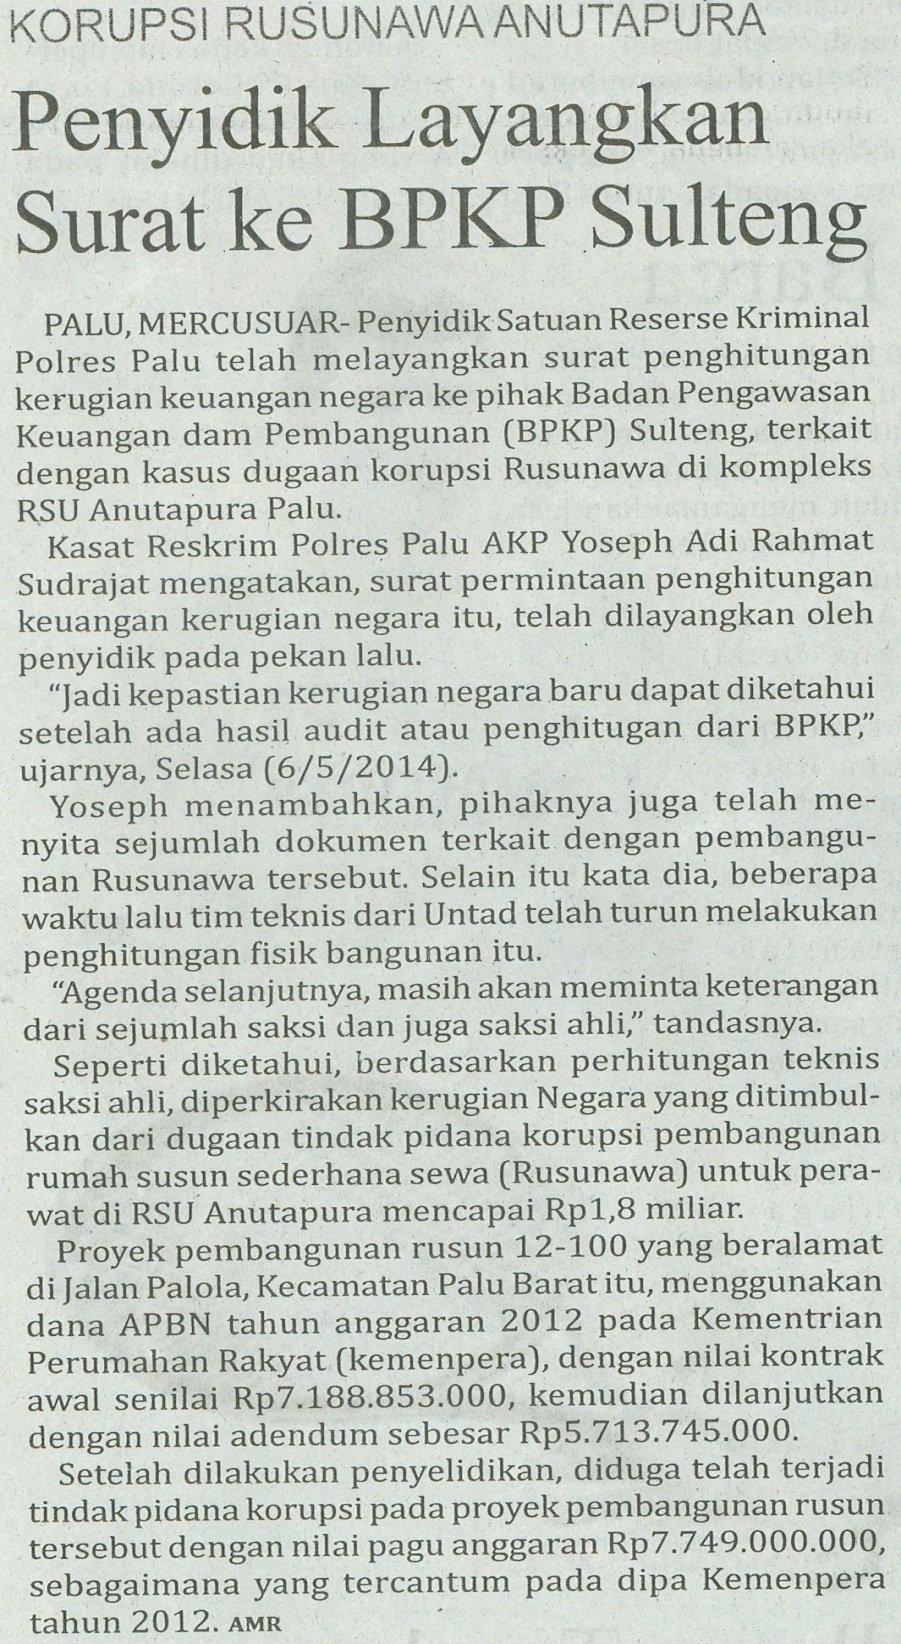 KORUPSI RUSUNAWA ANUTAPURA
Penyidik Layangkan
Surat ke BPKP Sulteng
PALU, MERCUSUAR- Penyidik Satuan Reserse Kriminal
Polres Palu telah melayangkan surat penghitungan
kerugian keuangan negara ke pihak Badan Pengawasan
Keuangan dam Pembangunan (BPKP) Sulteng, terkait
dengan kasus dugaan korupsi Rusunawa di kompleks
RSU Anutapura Palu.
Kasat Reskrim Polres Palu AKP Yoseph Adi Rahmat
Sudrajat mengatakan, surat permintaan penghitungan
keuangan kerugian negara itu, telah dilayangkan oleh
penyidik pada pekan lalu.
“Jadi kepastian kerugian negara baru dapat diketahui
setelah ada hasil audit atau penghitugan dari BPKP,”
ujarnya, Selasa (6/5/2014).
Yoseph menambahkan, pihaknya juga telah me-
nyita sejumlah dokumen terkait dengan pembangu-
nan Rusunawa tersebut. Selain itu kata dia, beberapa
waktu lalu tim teknis dari Untad telah turun melakukan
penghitungan fisik bangunan itu.
“Agenda selanjutnya, masih akan meminta keterangan
dari sejumlah saksi dan juga saksi ahli,” tandasnya.
Seperti diketahui, berdasarkan perhitungan teknis
saksi ahli, diperkirakan kerugian Negara yang ditimbul-
kan dari dugaan tindak pidana korupsi pembangunan
rumah susun sederhana sewa (Rusunawa) untuk pera-
wat di RSU Anutapura mencapai Rp1,8 miliar.
Proyek pembangunan rusun 12-100 yang beralamat
di Jalan Palola, Kecamatan Palu Barat itu, menggunakan
dana APBN tahun anggaran 2012 pada Kementrian
Perumahan Rakyat (kemenpera), dengan nilai kontrak
awal senilai Rp7.188.853.000, kemudian dilanjutkan
dengan nilai adendum sebesar Rp5.713.745.000.
Setelah dilakukan penyelidikan, diduga telah terjadi
tindak pidana korupsi pada proyek pembangunan rusun
tersebut dengan nilai pagu anggaran Rp7.749.000.000,
sebagaimana yang tercantum pada dipa Kemenpera
tahun 2012. AMR